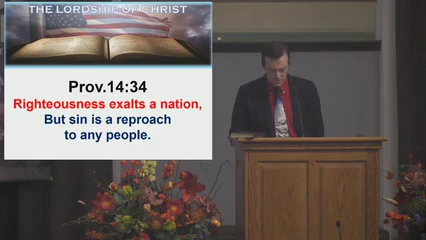 THE LORDSHIP OF CHRIST
Prov.14:34
Righteousness exalts a nation,
But sin is a reproach
to any people.